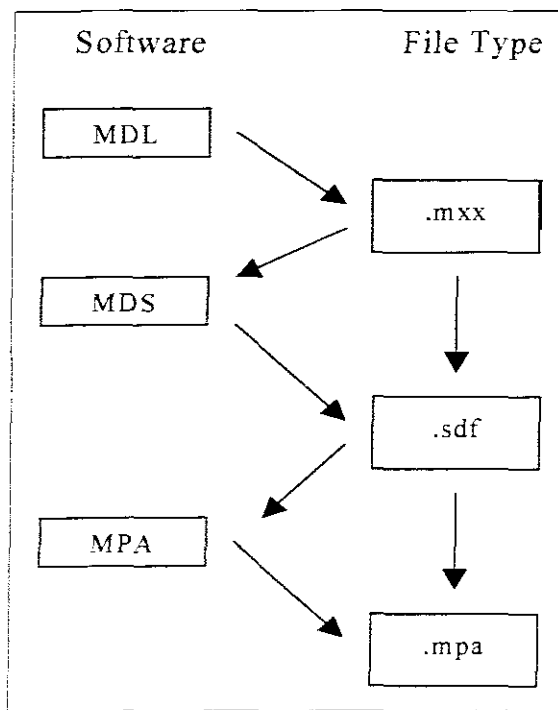 Software File Type
MDL
.mxx
MDS
.sdf
MPA
.mpa